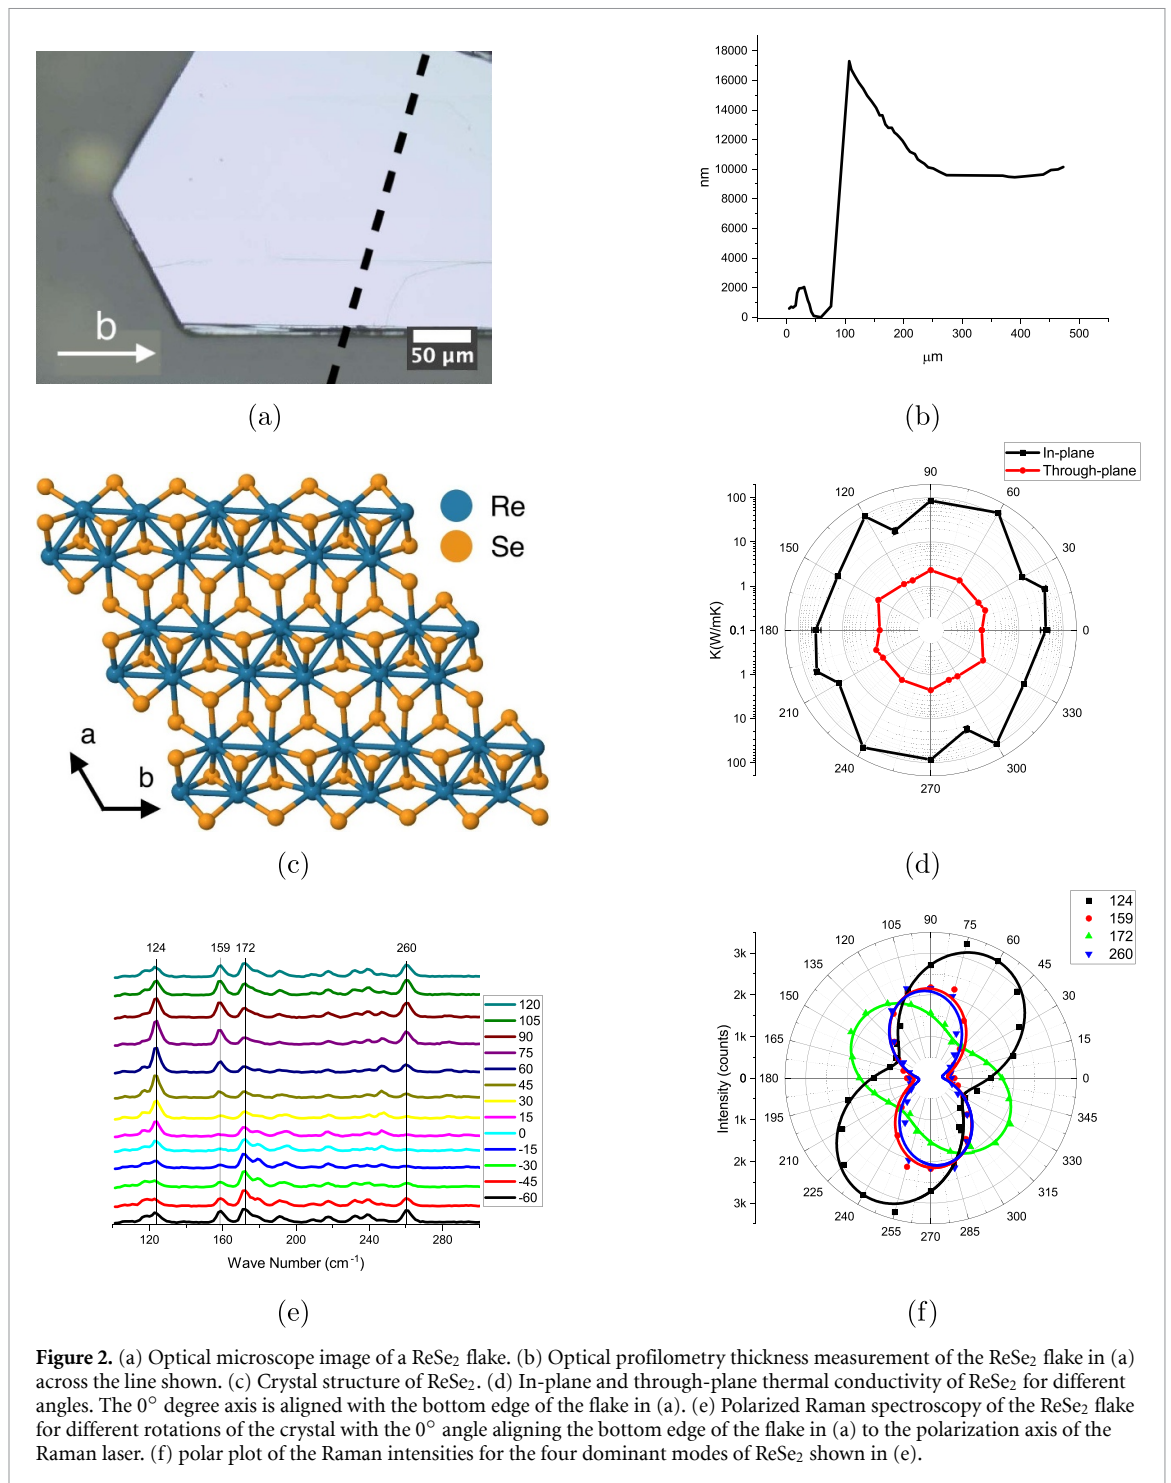 b
50 µm
(a)
18000
16000
14000
12000
10000
8000
6000
4000
2000
0
nm
0
100
200
300
400
500
µm
(b)
Re
Se
a
b
(c)
In-plane
Through-plane
90
120
60
150
30
180
0
210
330
240
300
270
100
10
1
0.1
1
10
100
K(W/mK)
(d)
124
159
172
260
120
105
90
75
60
45
30
15
0
-15
-30
-45
-60
120
160
200
240
280
Wave Number (cm⁻¹)
(e)
124
159
172
260
90
105
75
120
60
135
45
150
30
165
15
180
0
195
345
210
330
225
315
240
300
255
285
270
3k
2k
1k
0
1k
2k
3k
Intensity (counts)
(f)
Figure 2. (a) Optical microscope image of a ReSe₂ flake. (b) Optical profilometry thickness measurement of the ReSe₂ flake in (a)
across the line shown. (c) Crystal structure of ReSe₂. (d) In-plane and through-plane thermal conductivity of ReSe₂ for different
angles. The 0° degree axis is aligned with the bottom edge of the flake in (a). (e) Polarized Raman spectroscopy of the ReSe₂ flake
for different rotations of the crystal with the 0° angle aligning the bottom edge of the flake in (a) to the polarization axis of the
Raman laser. (f) polar plot of the Raman intensities for the four dominant modes of ReSe₂ shown in (e).